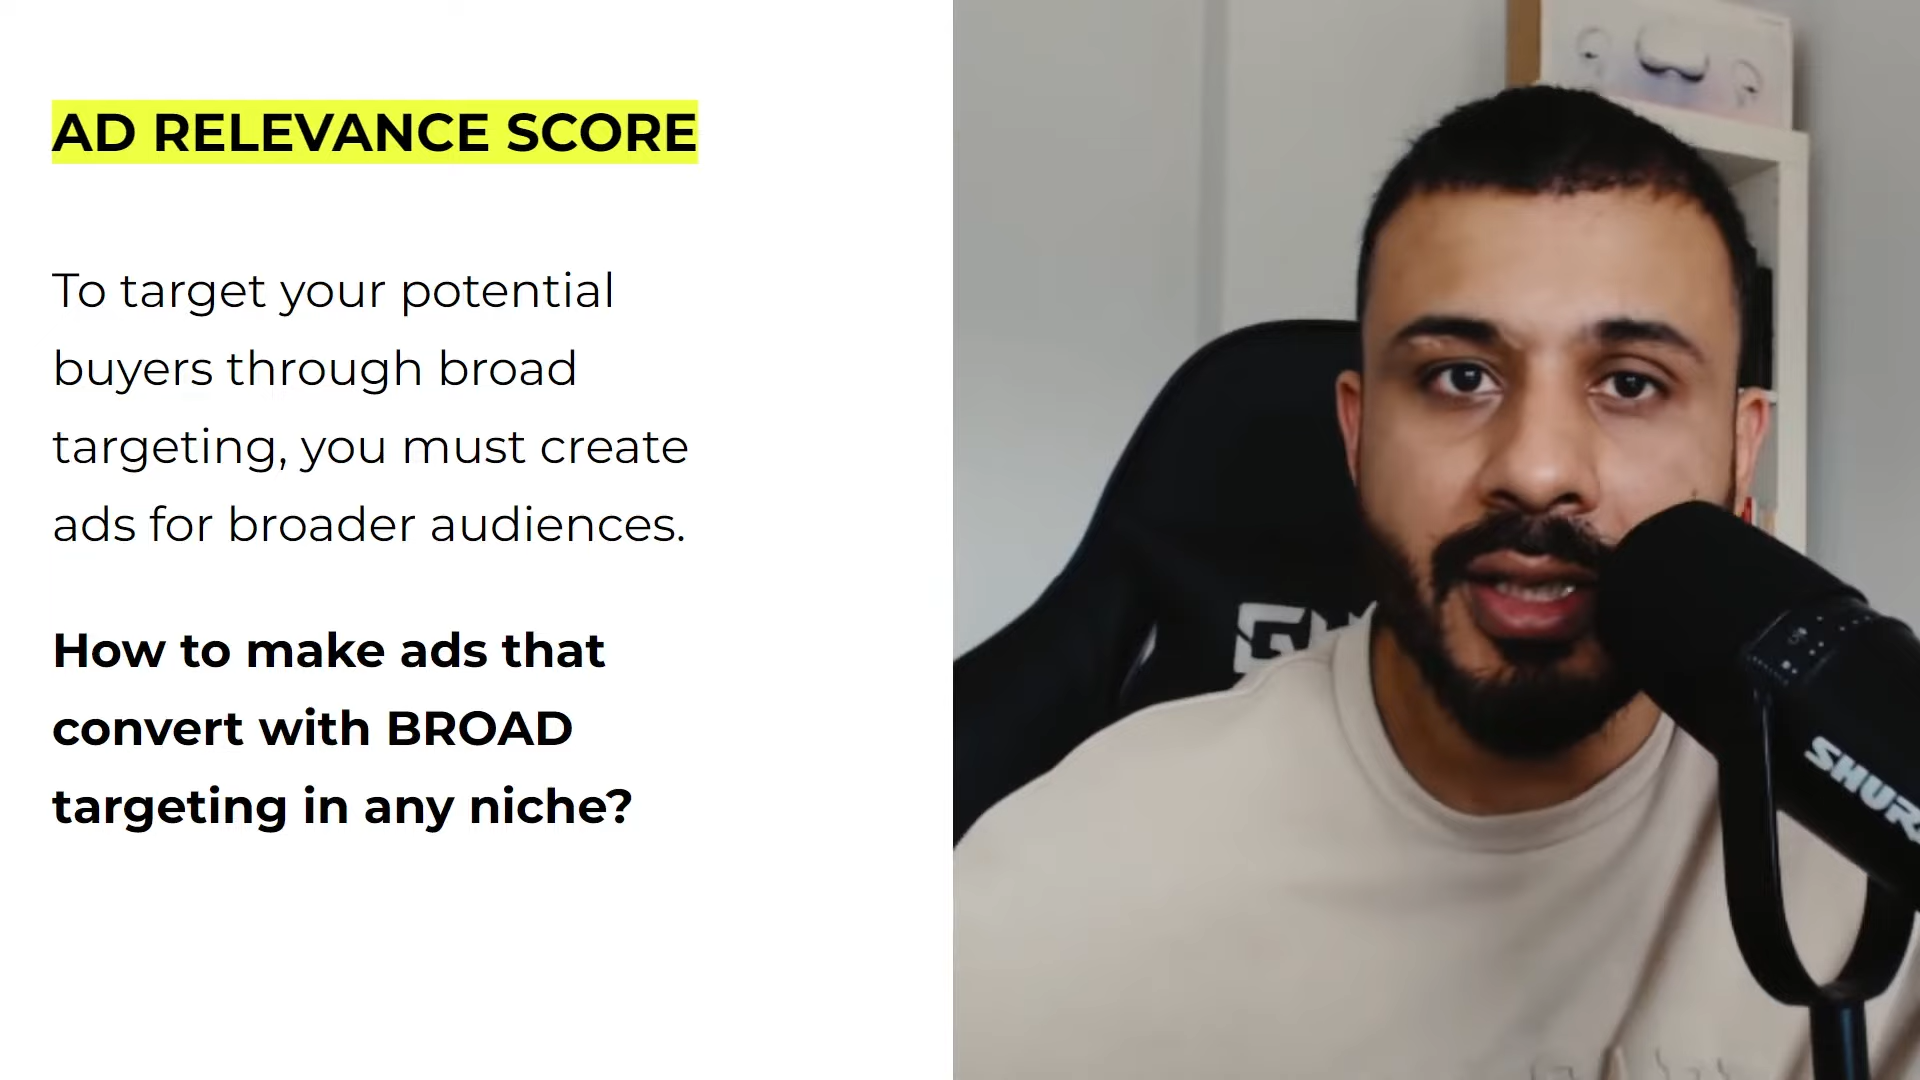 AD RELEVANCE SCORE
To target your potential
buyers through broad
targeting, you must create
ads for broader audiences.
How to make ads that
convert with BROAD
targeting in any niche?